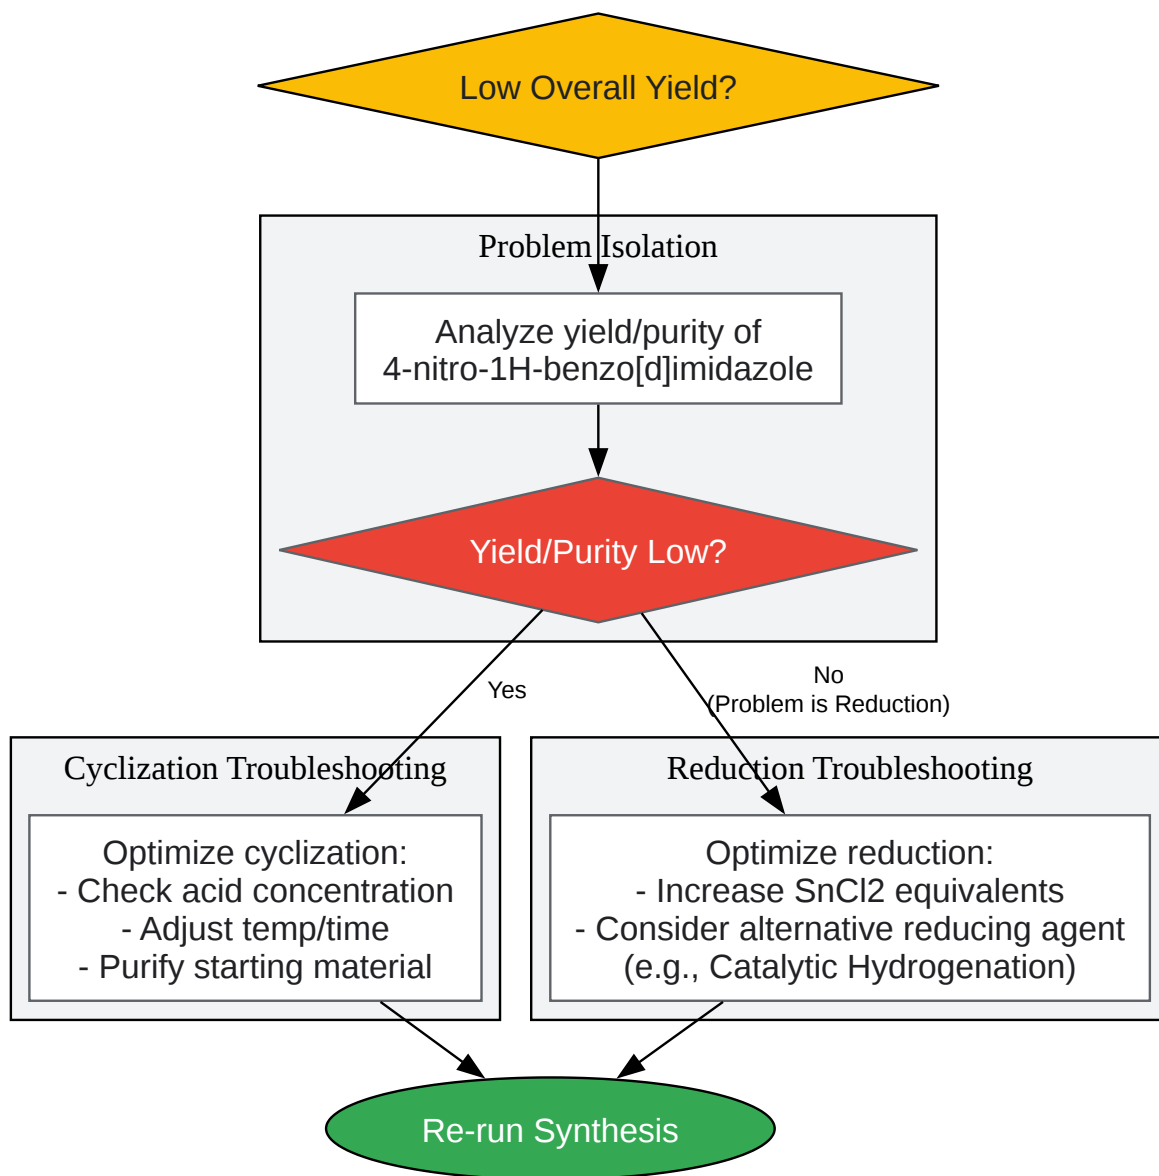 Low Overall Yield?
Problem Isolation
Analyze yield/purity of
4-nitro-1H-benzo[d]imidazole
Yield/Purity Low?
Yes
No
(Problem is Reduction)
Cyclization Troubleshooting
Optimize cyclization:
- Check acid concentration
- Adjust temp/time
- Purify starting material
Reduction Troubleshooting
Optimize reduction:
- Increase SnCl2 equivalents
- Consider alternative reducing agent
(e.g., Catalytic Hydrogenation)
Re-run Synthesis